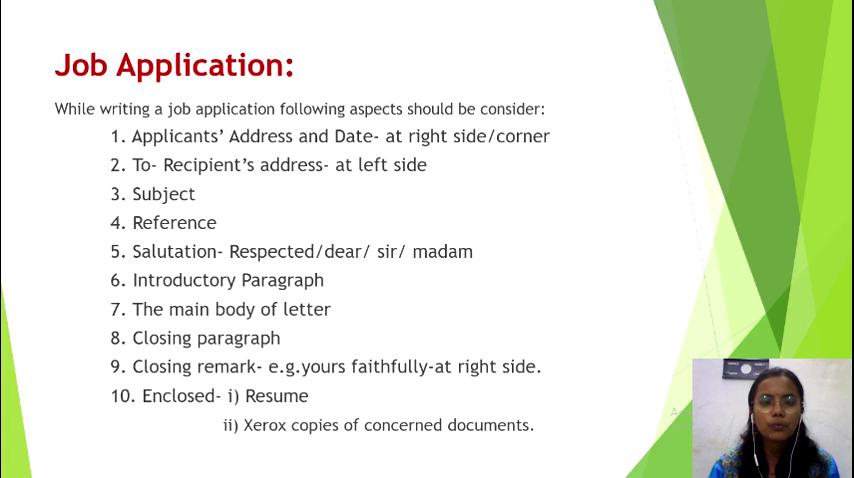 Job Application:
While writing a job application following aspects should be consider:
1. Applicants’ Address and Date- at right side/corner
2. To- Recipient’s address- at left side
3. Subject
4. Reference
5. Salutation- Respected/dear/ sir/ madam
6. Introductory Paragraph
7. The main body of letter
8. Closing paragraph
9. Closing remark- e.g.yours faithfully-at right side.
10. Enclosed- i) Resume
ii) Xerox copies of concerned documents.